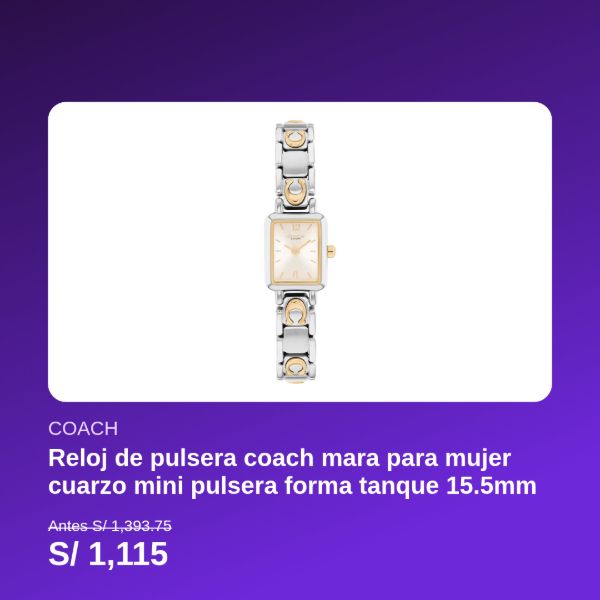 COACH
Reloj de pulsera coach mara para mujer
cuarzo mini pulsera forma tanque 15.5mm
Antes S/ 1,393.75
S/ 1,115